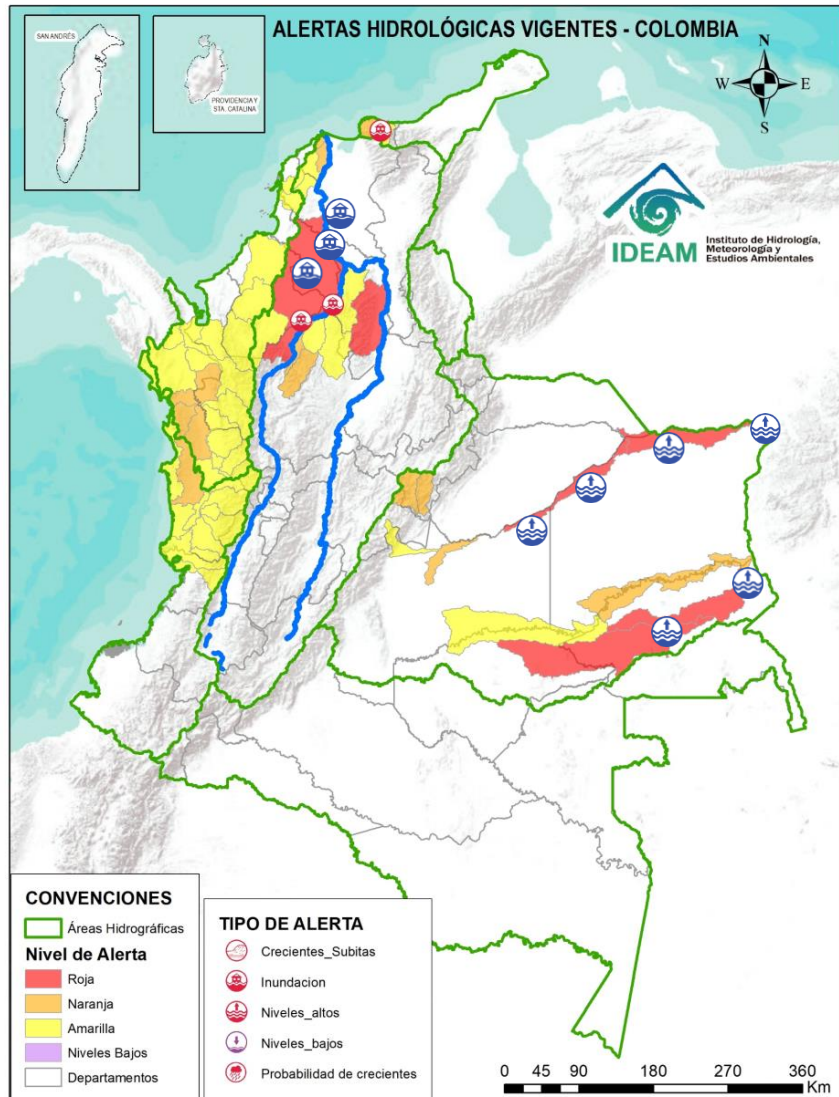 ALERTAS HIDROLÓGICAS VIGENTES - COLOMBIA
SAN ANDRÉS
PROVIDENCIA Y
STA. CATALINA
N
W
E
S
IDEAM
Instituto de Hidrología,
Meteorología y
Estudios Ambientales
CONVENCIONES
Áreas Hidrográficas
Nivel de Alerta
Roja
Naranja
Amarilla
Niveles Bajos
Departamentos
TIPO DE ALERTA
Crecientes_Subitas
Inundacion
Niveles_altos
Niveles_bajos
Probabilidad de crecientes
0 45 90 180 270 360
Km